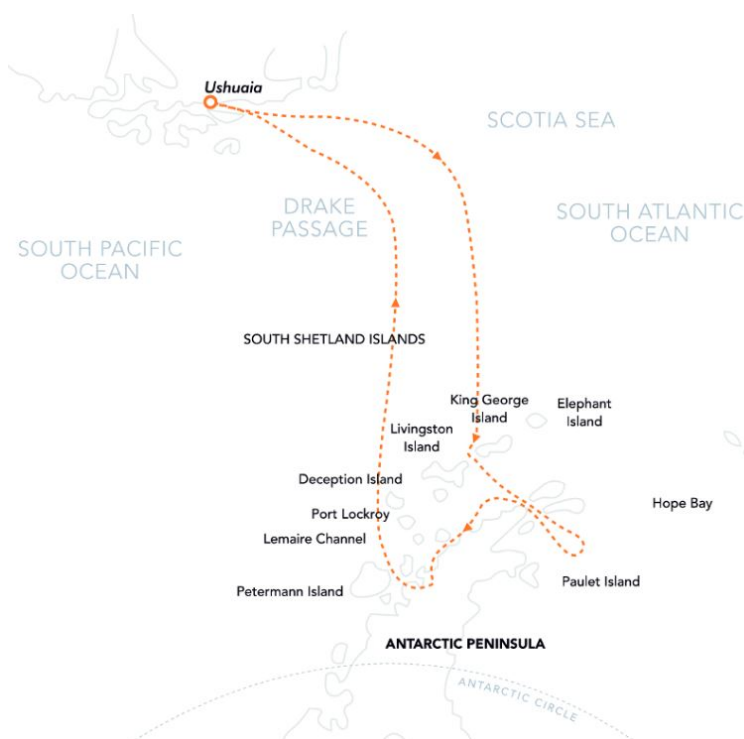 Ushuaia
SCOTIA SEA
DRAKE
PASSAGE
SOUTH ATLANTIC
OCEAN
SOUTH PACIFIC
OCEAN
SOUTH SHETLAND ISLANDS
King George
Island
Elephant
Island
Livingston
Island
Deception Island
Hope Bay
Port Lockroy
Lemaire Channel
Paulet Island
Petermann Island
ANTARCTIC PENINSULA
ANTARCTIC CIRCLE